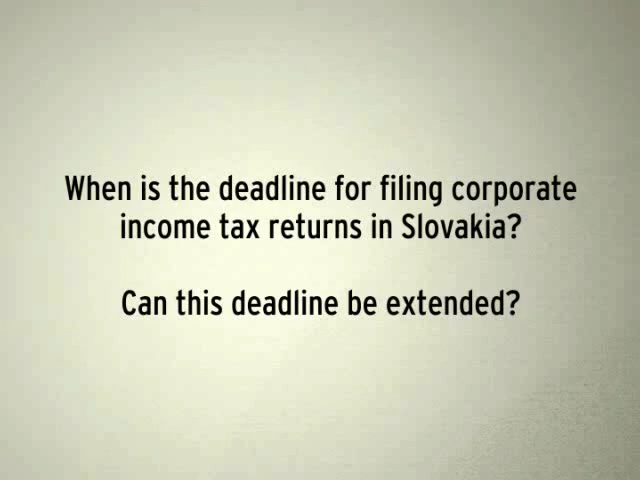 When is the deadline for filing corporate
income tax returns in Slovakia?
Can this deadline be extended?